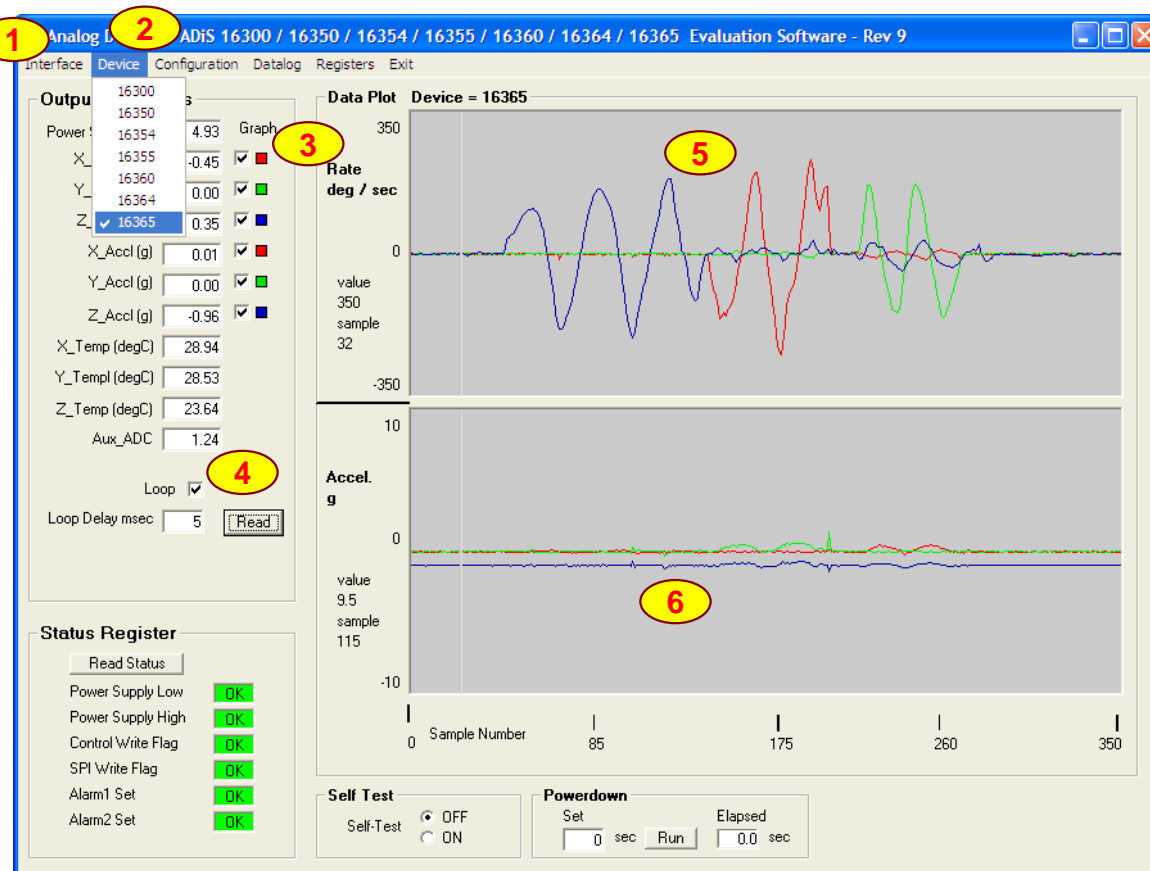 1
2
Analog D ADiS 16300 / 16350 / 16354 / 16355 / 16360 / 16364 / 16365 Evaluation Software - Rev 9
Interface Device Configuration Datalog Registers Exit
16300
16350
16354
16355
16360
16364
16365
Outpu s
Power 4.93 Graph
3
X_ -0.45
Y_ 0.00
Z_ 0.35
X_Accl (g) 0.01
Y_Accl (g) 0.00
Z_Accl (g) -0.96
X_Temp (degC) 28.94
Y_Templ (degC) 28.53
Z_Temp (degC) 23.64
Aux_ADC 1.24
4
Loop
Loop Delay msec 5 Read
Status Register
Read Status
Power Supply Low OK
Power Supply High OK
Control Write Flag OK
SPI Write Flag OK
Alarm1 Set OK
Alarm2 Set OK
Data Plot Device = 16365
350
5
Rate
deg / sec
0
value
350
sample
32
-350
10
Accel.
g
0
6
value
9.5
sample
115
-10
0 Sample Number 85 175 260 350
Self Test
Self-Test OFF
ON
Powerdown
Set Elapsed
0 sec Run 0.0 sec